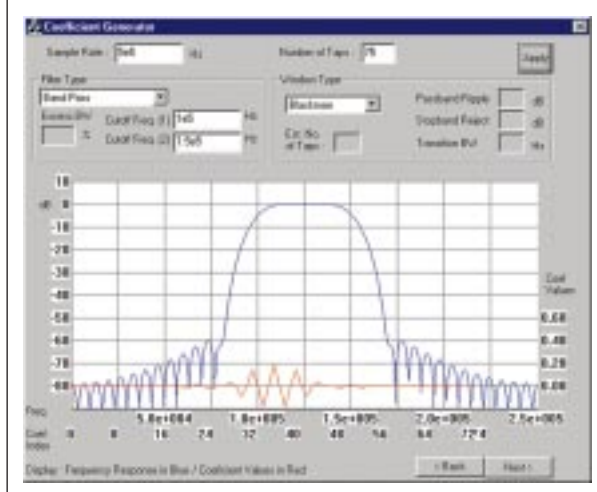 Coefficient Generator
Sample Rate : 5e6 Hz
Number of Taps : 75
Apply
Filter Type
Band Pass
Excess BW
%
Cutoff Freq. (1) 1e5 Hz
Cutoff Freq. (2) 1.5e5 Hz
Window Type
Blackman
Est. No. of Taps :
Passband Ripple dB
Stopband Reject dB
Transition BW Hz
10
dB 0
-10
-20
-30
-40
-50
-60
-70
-80
Coef Values
0.60
0.40
0.20
0.00
Freq 5.0e+004 1.0e+005 1.5e+005 2.0e+005 2.5e+005
Coef Index 0 8 16 24 32 40 48 56 64 72
Display : Frequency Response in Blue / Coefficient Values in Red
< Back
Next >